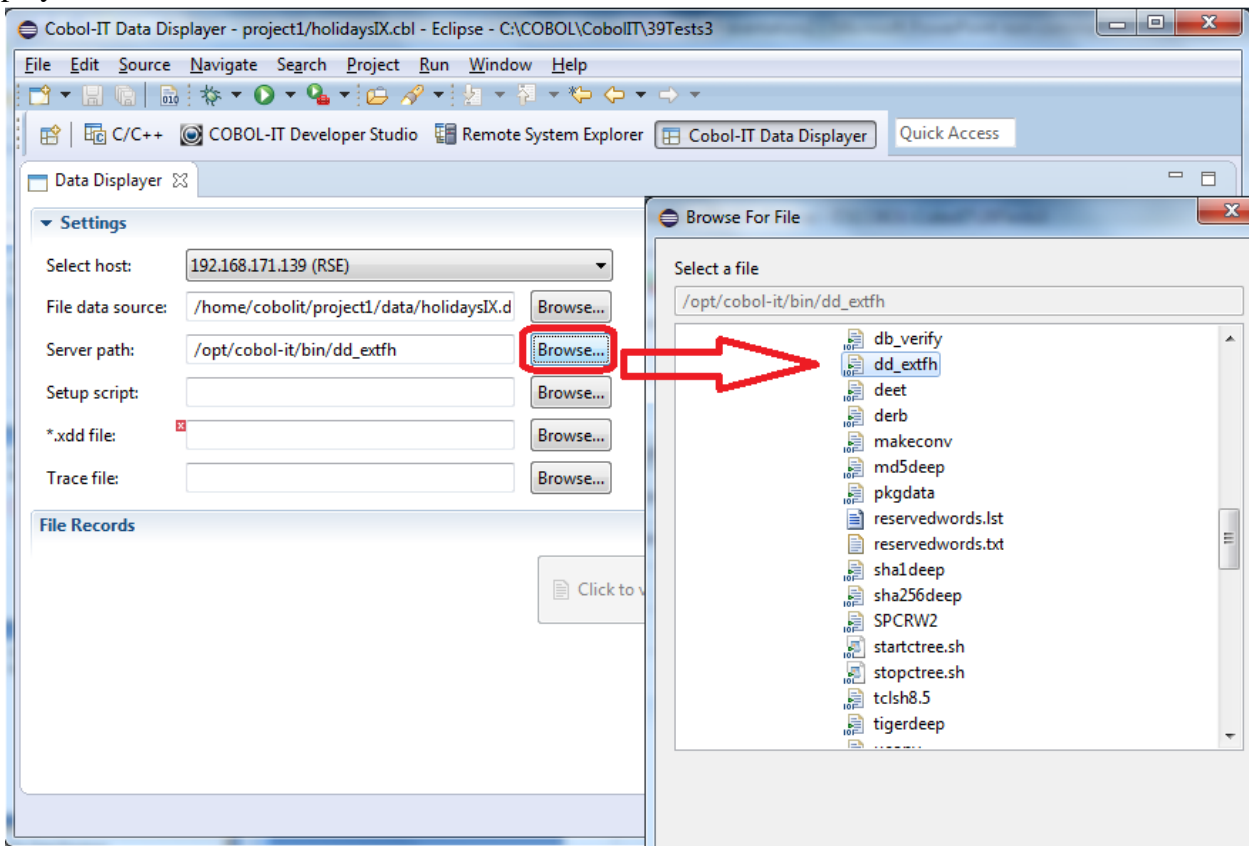 Cobol-IT Data Displayer - project1/holidaysIX.cbl - Eclipse - C:\COBOL\CobolIT\39Tests3
File Edit Source Navigate Search Project Run Window Help
C/C++ COBOL-IT Developer Studio Remote System Explorer Cobol-IT Data Displayer Quick Access
Data Displayer
Settings
Select host: 192.168.171.139 (RSE)
File data source: /home/cobolit/project1/data/holidaysIX.d Browse...
Server path: /opt/cobol-it/bin/dd_extfh Browse...
Setup script: Browse...
*.xdd file: Browse...
Trace file: Browse...
File Records
Click to
Browse For File
Select a file
/opt/cobol-it/bin/dd_extfh
db_verify
dd_extfh
deet
derb
makeconv
md5deep
pkgdata
reservedwords.lst
reservedwords.txt
sha1deep
sha256deep
SPCRW2
startctree.sh
stopctree.sh
tclsh8.5
tigerdeep